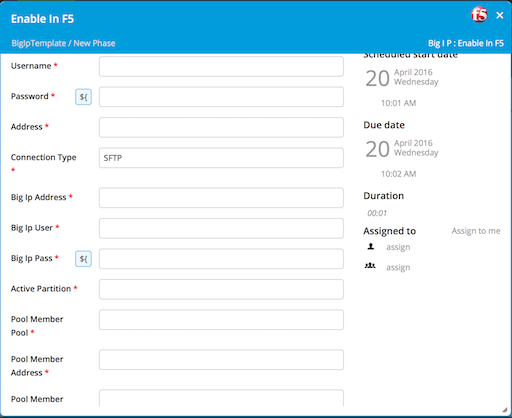 Enable In F5
f5
×
BigIpTemplate / New Phase
Big I P : Enable In F5
Username *
Password *
${
Address *
Connection Type *
SFTP
Big Ip Address *
Big Ip User *
Big Ip Pass *
${
Active Partition *
Pool Member
Pool *
Pool Member
Address *
Pool Member
Scheduled start date
20
April 2016
Wednesday
10:01 AM
Due date
20
April 2016
Wednesday
10:02 AM
Duration
00:01
Assigned to
Assign to me
assign
assign